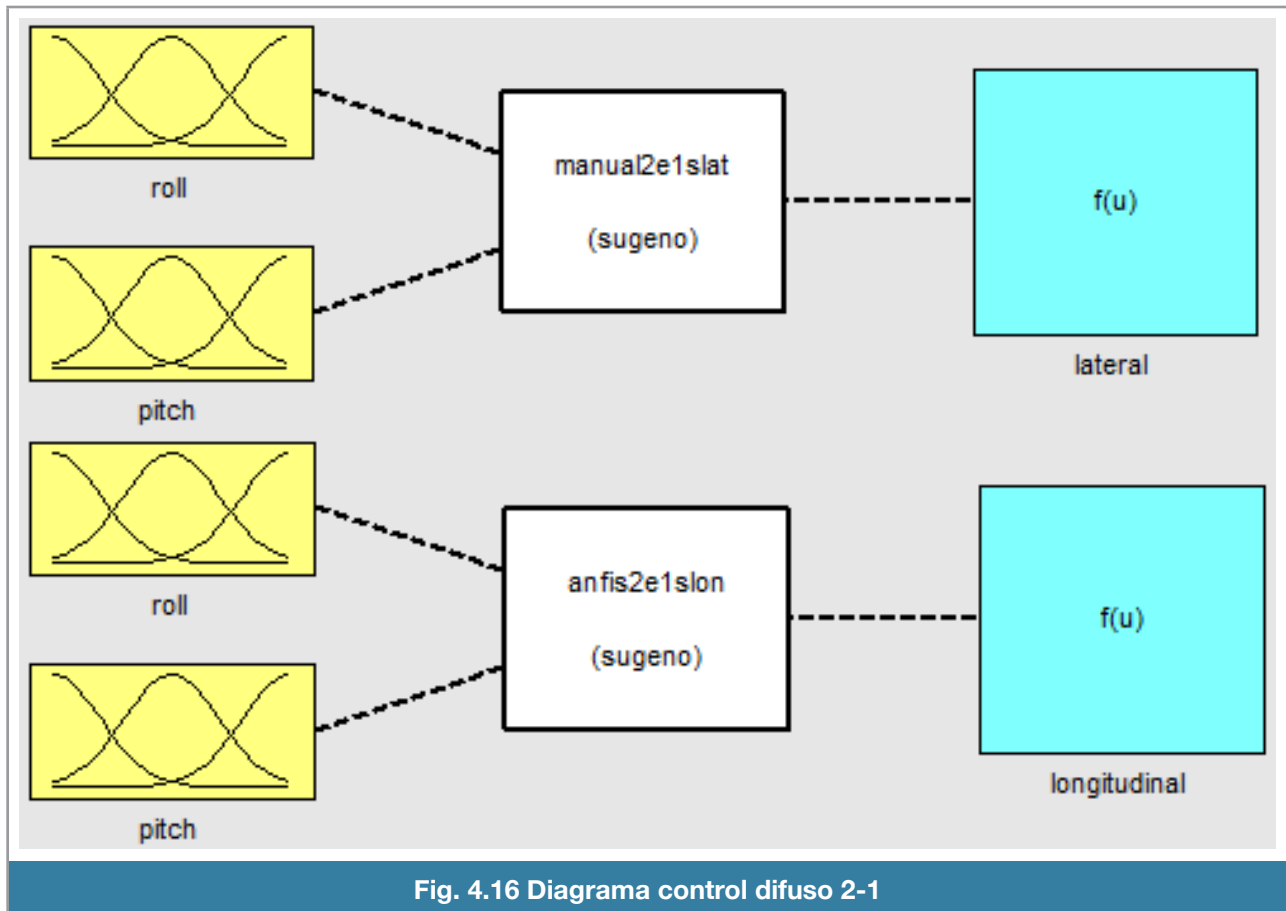 roll
manual2e1slat
(sugeno)
f(u)
lateral
pitch
roll
anfis2e1slon
(sugeno)
f(u)
longitudinal
pitch
Fig. 4.16 Diagrama control difuso 2-1